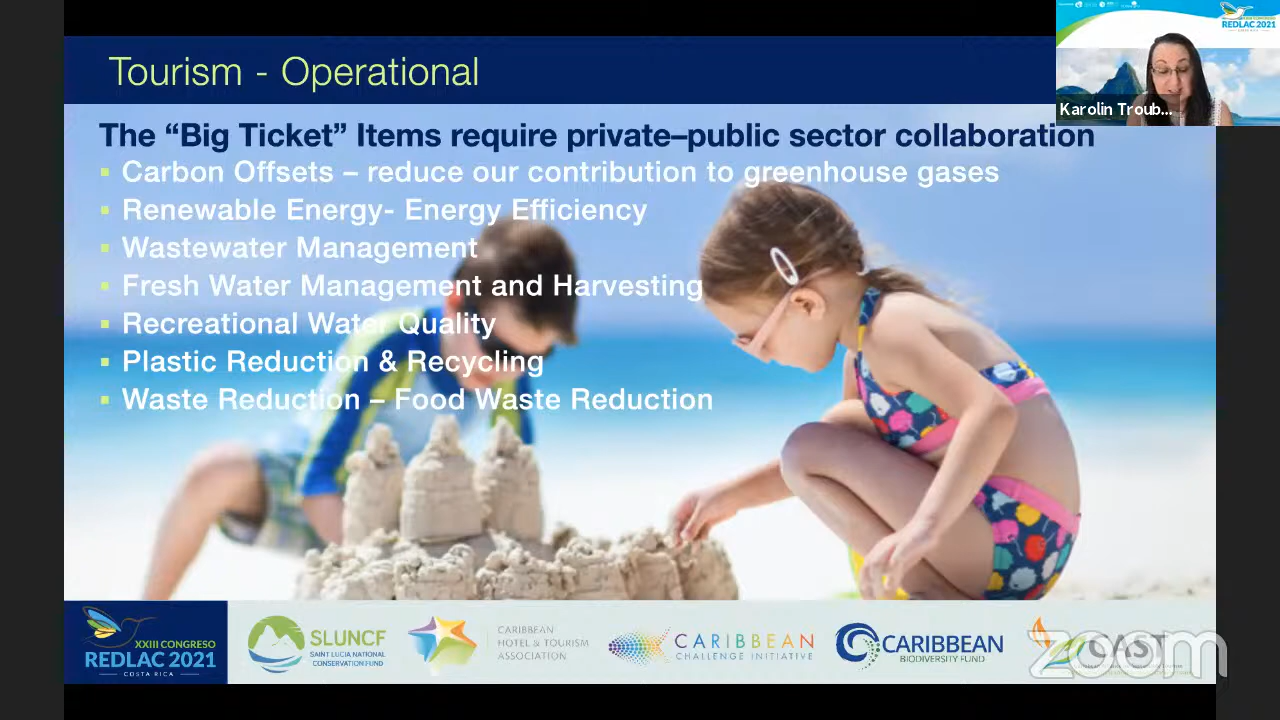 Tourism - Operational
REDLAC 2021
Karolin Troub...
The “Big Ticket” Items require private–public sector collaboration
▪ Carbon Offsets – reduce our contribution to greenhouse gases
▪ Renewable Energy- Energy Efficiency
▪ Wastewater Management
▪ Fresh Water Management and Harvesting
▪ Recreational Water Quality
▪ Plastic Reduction & Recycling
▪ Waste Reduction – Food Waste Reduction
XXIII CONGRESO
REDLAC 2021
COSTA RICA
SLUNCF
SAINT LUCIA NATIONAL
CONSERVATION FUND
CARIBBEAN
HOTEL & TOURISM
ASSOCIATION
CARIBBEAN
CHALLENGE INITIATIVE
CARIBBEAN
BIODIVERSITY FUND
CAST
zoom